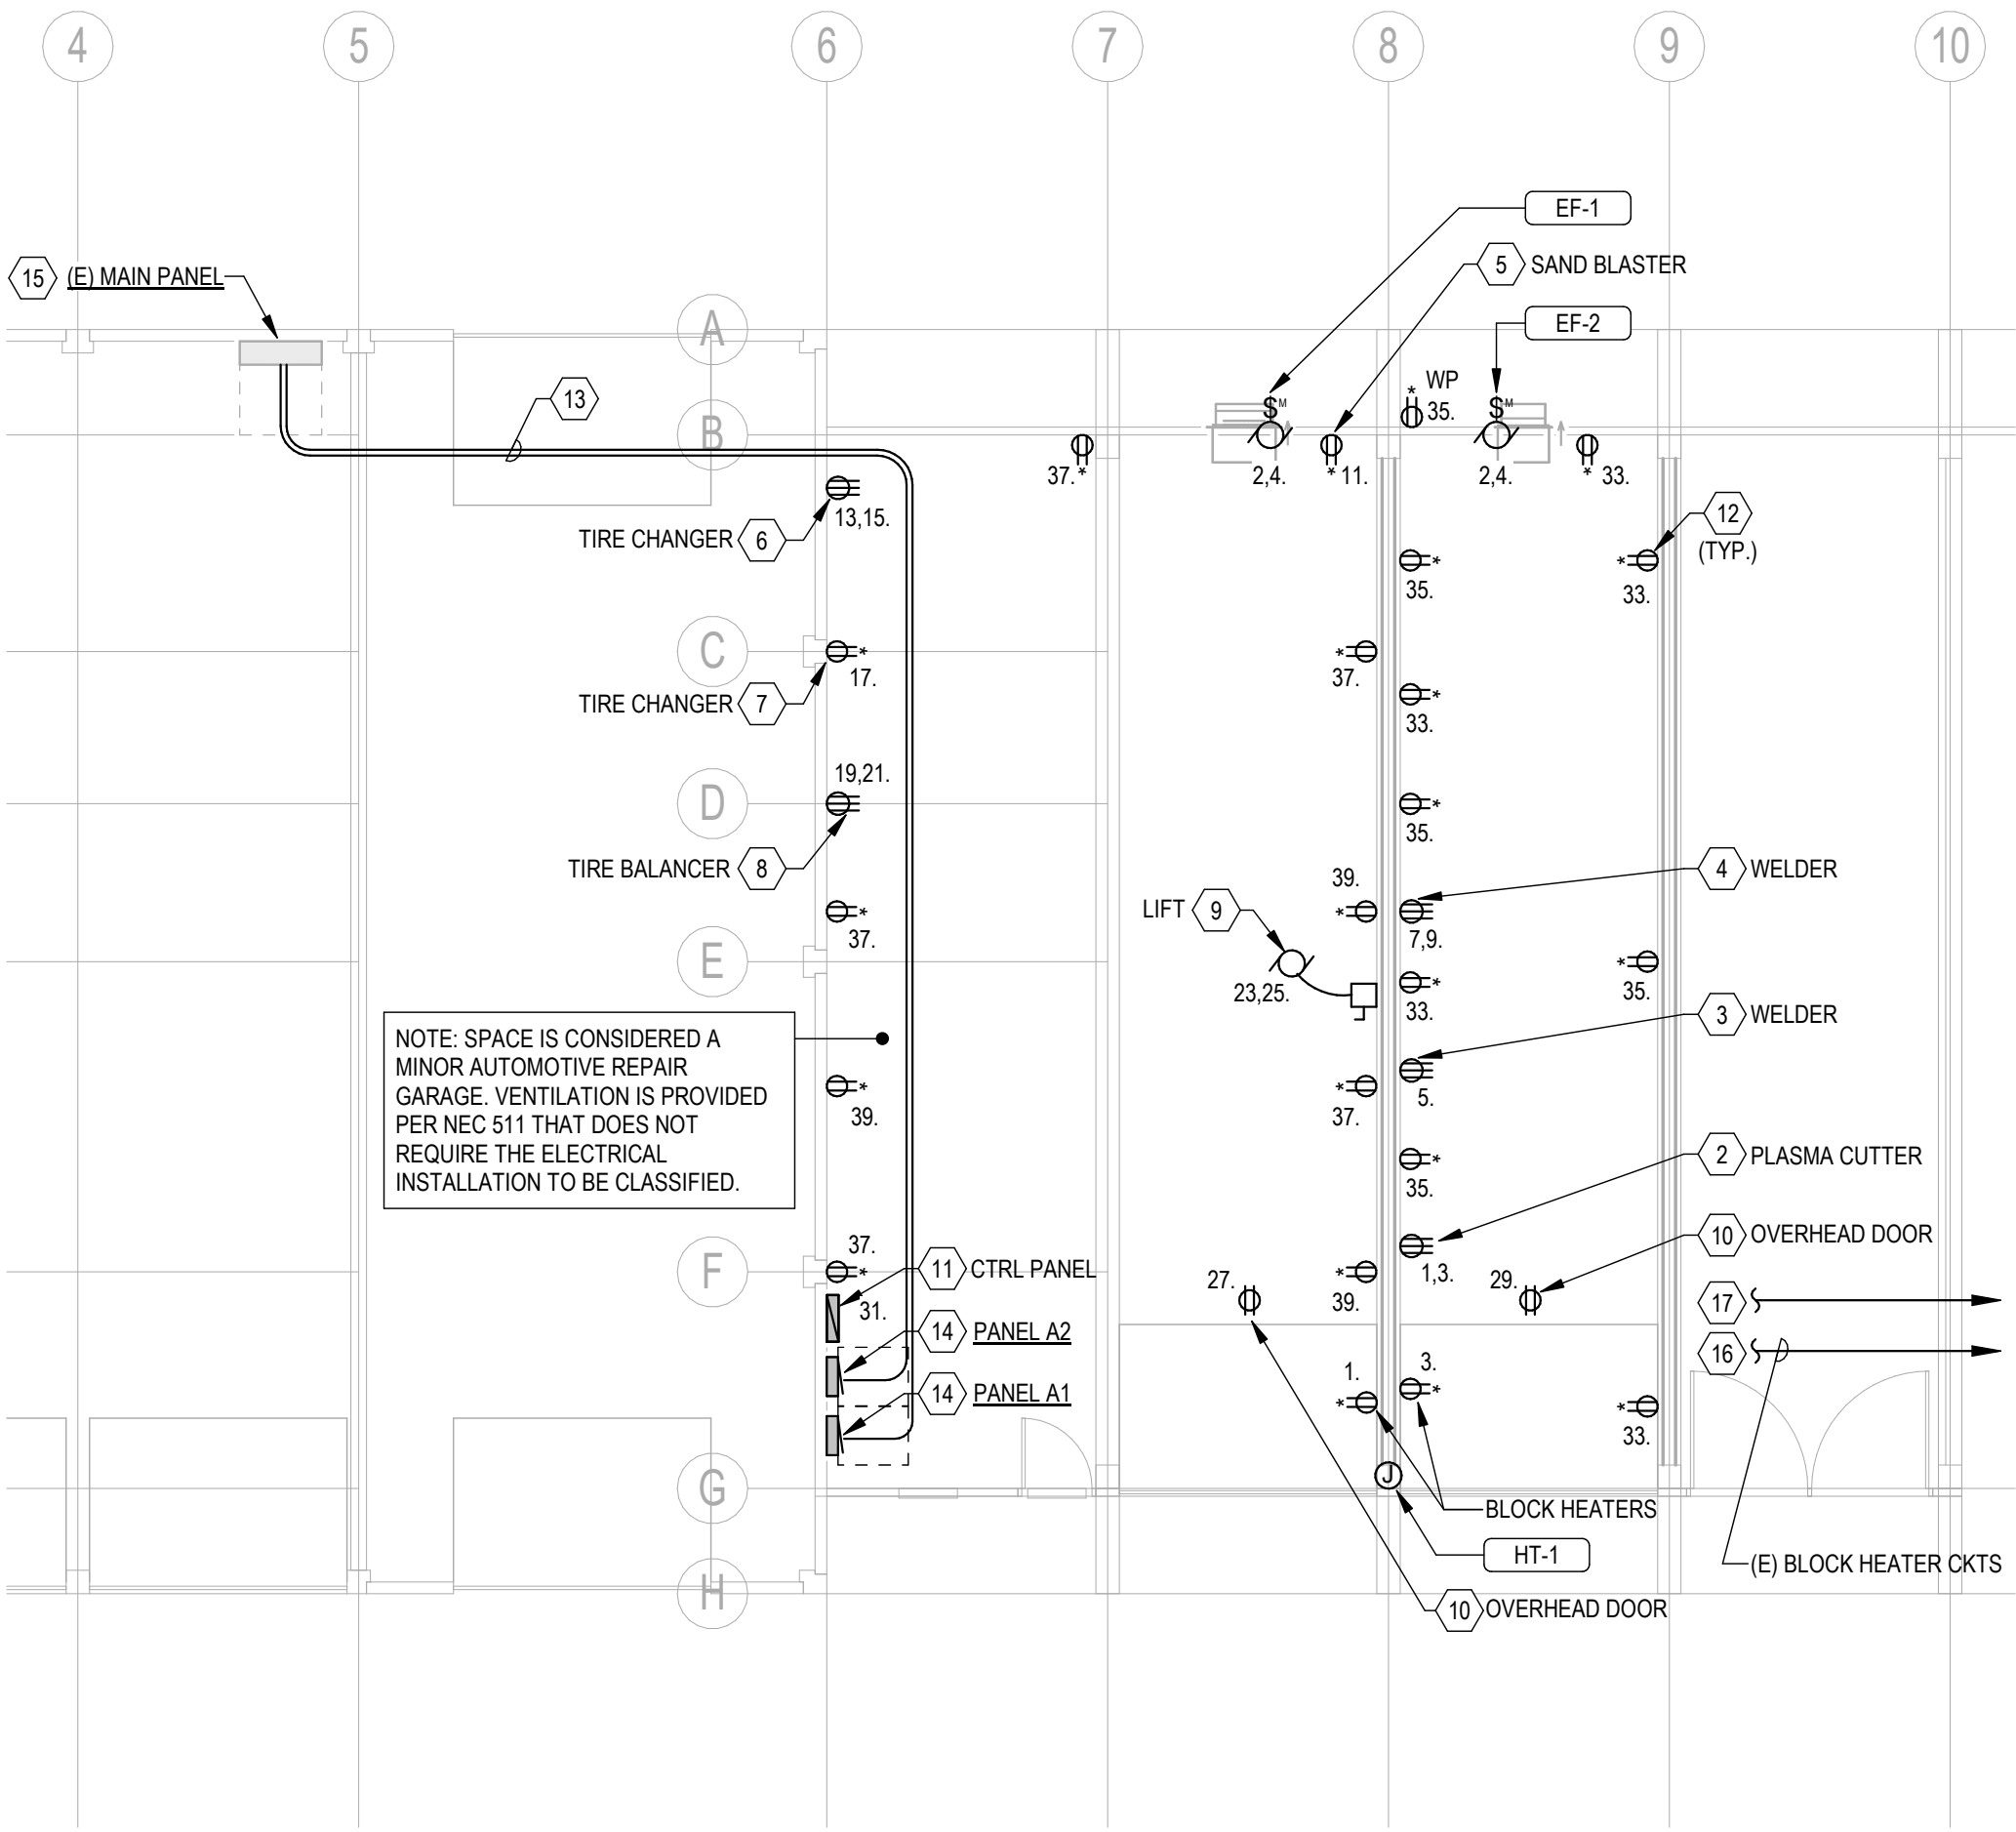 4
5
6
7
8
9
10
EF-1
5 SAND BLASTER
15 (E) MAIN PANEL
EF-2
A
13
WP
* 35.
S M
S M
B
37. *
2,4.
* 11.
2,4.
* 33.
13,15.
TIRE CHANGER 6
12
(TYP.)
*
35.
*
33.
C
*
17.
*
37.
TIRE CHANGER 7
*
33.
19,21.
D
*
35.
TIRE BALANCER 8
4 WELDER
39.
*
LIFT 9
*
37.
7,9.
E
*
35.
23,25.
*
33.
3 WELDER
NOTE: SPACE IS CONSIDERED A
MINOR AUTOMOTIVE REPAIR
GARAGE. VENTILATION IS PROVIDED
PER NEC 511 THAT DOES NOT
REQUIRE THE ELECTRICAL
INSTALLATION TO BE CLASSIFIED.
*
39.
*
37.
5.
2 PLASMA CUTTER
*
35.
10 OVERHEAD DOOR
37.
F
*
11 CTRL PANEL
31.
27.
*
39.
1,3.
29.
17
14 PANEL A2
16
1.
*
3.
*
14 PANEL A1
*
33.
G
J
BLOCK HEATERS
HT-1
(E) BLOCK HEATER CKTS
H
10 OVERHEAD DOOR